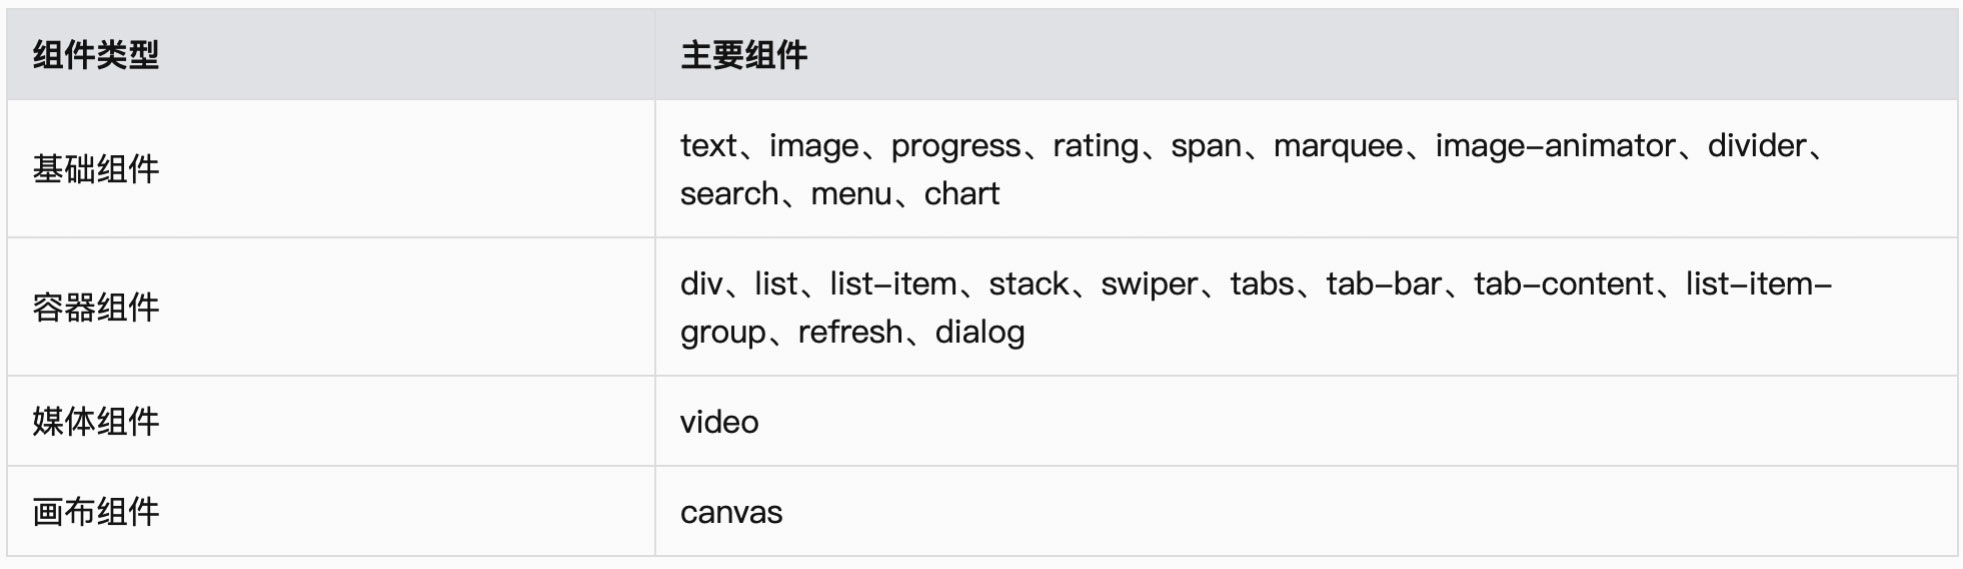 组件类型
主要组件
基础组件
text、image、progress、rating、span、marquee、image-animator、divider、
search、menu、chart
容器组件
div、list、list-item、stack、swiper、tabs、tab-bar、tab-content、list-item-
group、refresh、dialog
媒体组件
video
画布组件
canvas